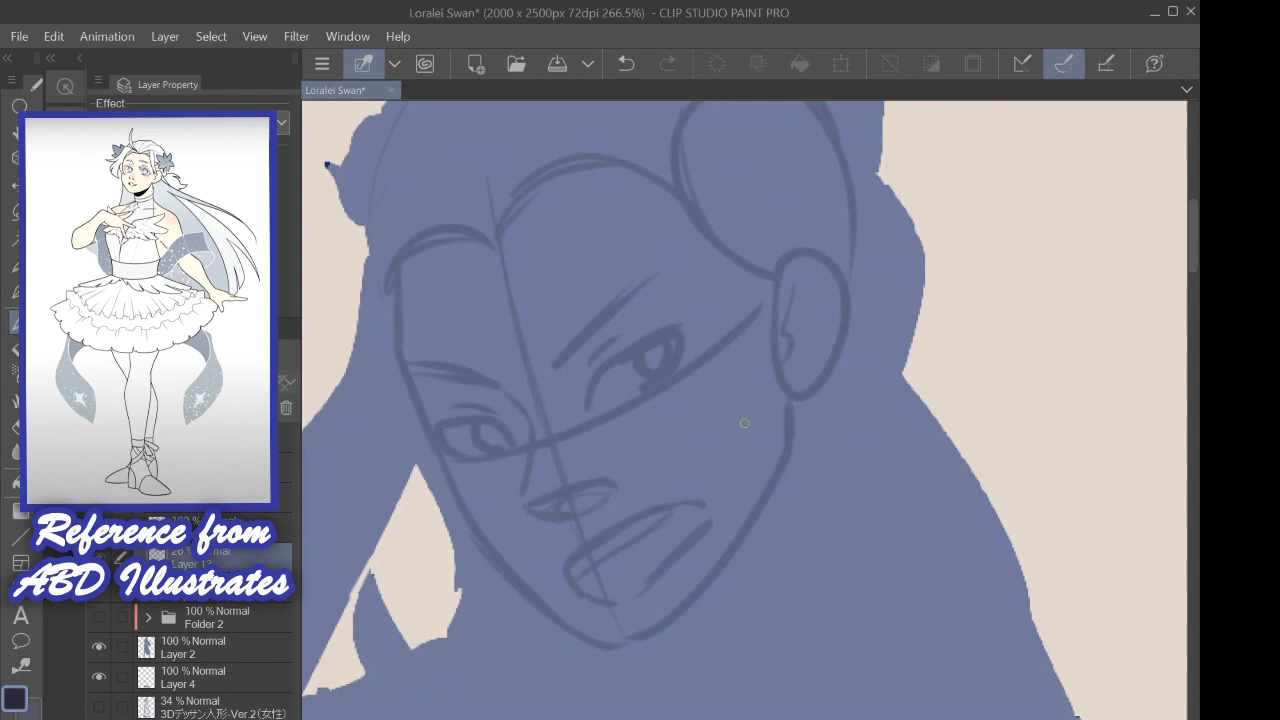 Loralei Swan* (2000 x 2500px 72dpi 266.5%) - CLIP STUDIO PAINT PRO
File Edit Animation Layer Select View Filter Window Help
Layer Property
Loralei Swan*
Effect
Reference from
ABD Illustrates
100 % Normal
Folder 2
100 % Normal
Layer 2
100 % Normal
Layer 4
34 % Normal
3Dデッサン人形-Ver.2(女性)